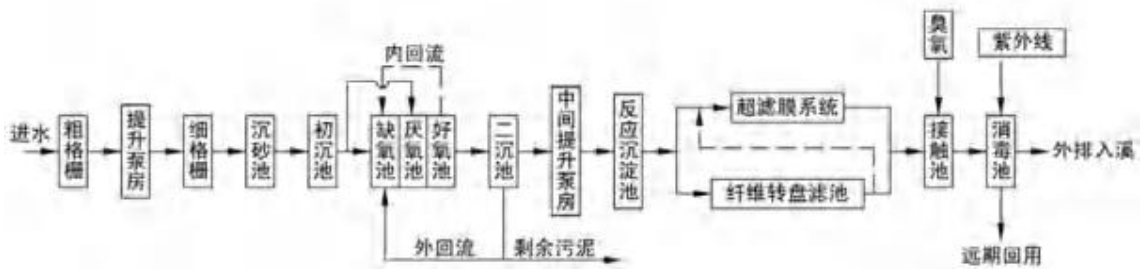 臭氧
紫外线
内回流
进水
粗格栅
提升泵房
细格栅
沉砂池
初沉池
缺氧池
厌氧池
好氧池
二沉池
中间提升泵房
反应沉淀池
超滤膜系统
纤维转盘滤池
接触池
消毒池
外排入溪
外回流
剩余污泥
远期回用